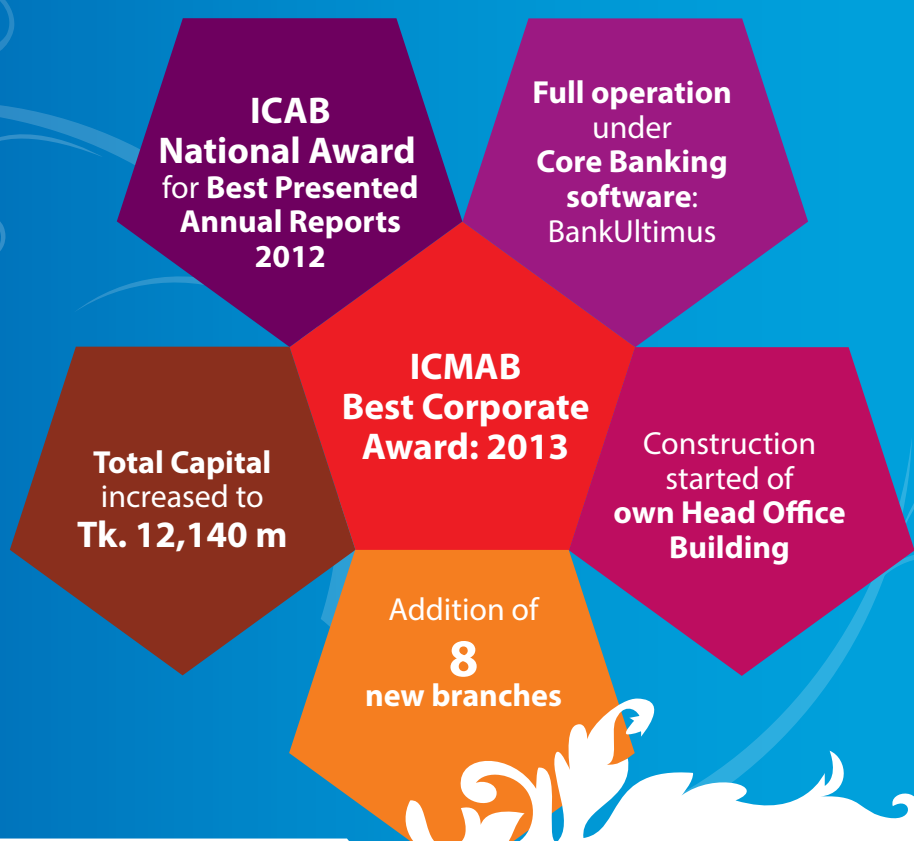 ICAB
National Award
for Best Presented
Annual Reports
2012
Full operation
under
Core Banking
software:
BankUltimus
ICMAB
Best Corporate
Award: 2013
Total Capital
increased to
Tk. 12,140 m
Construction
started of
own Head Office
Building
Addition of
8
new branches